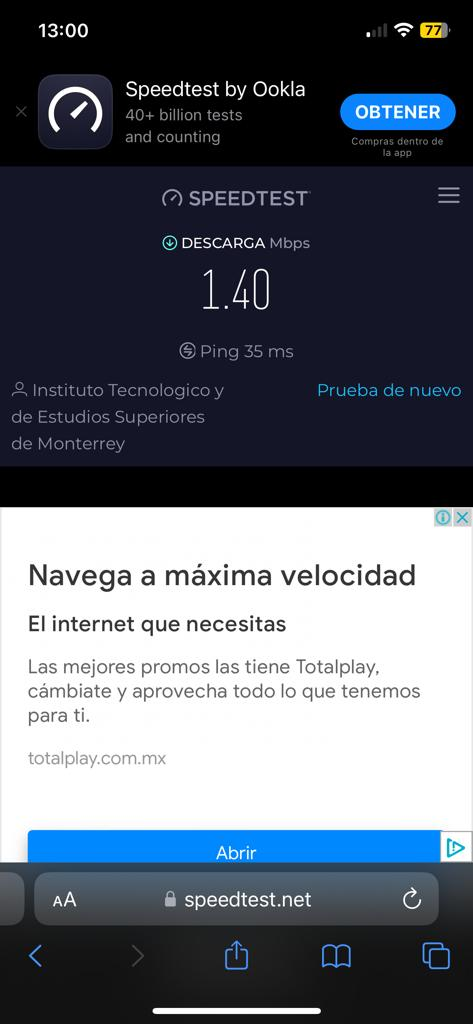 13:00
77
Speedtest by Ookla
40+ billion tests
and counting
OBTENER
Compras dentro de
la app
SPEEDTEST
DESCARGA Mbps
1.40
Ping 35 ms
Instituto Tecnologico y
de Estudios Superiores
de Monterrey
Prueba de nuevo
Navega a máxima velocidad
El internet que necesitas
Las mejores promos las tiene Totalplay,
cámbiate y aprovecha todo lo que tenemos
para ti.
totalplay.com.mx
Abrir
AA
speedtest.net